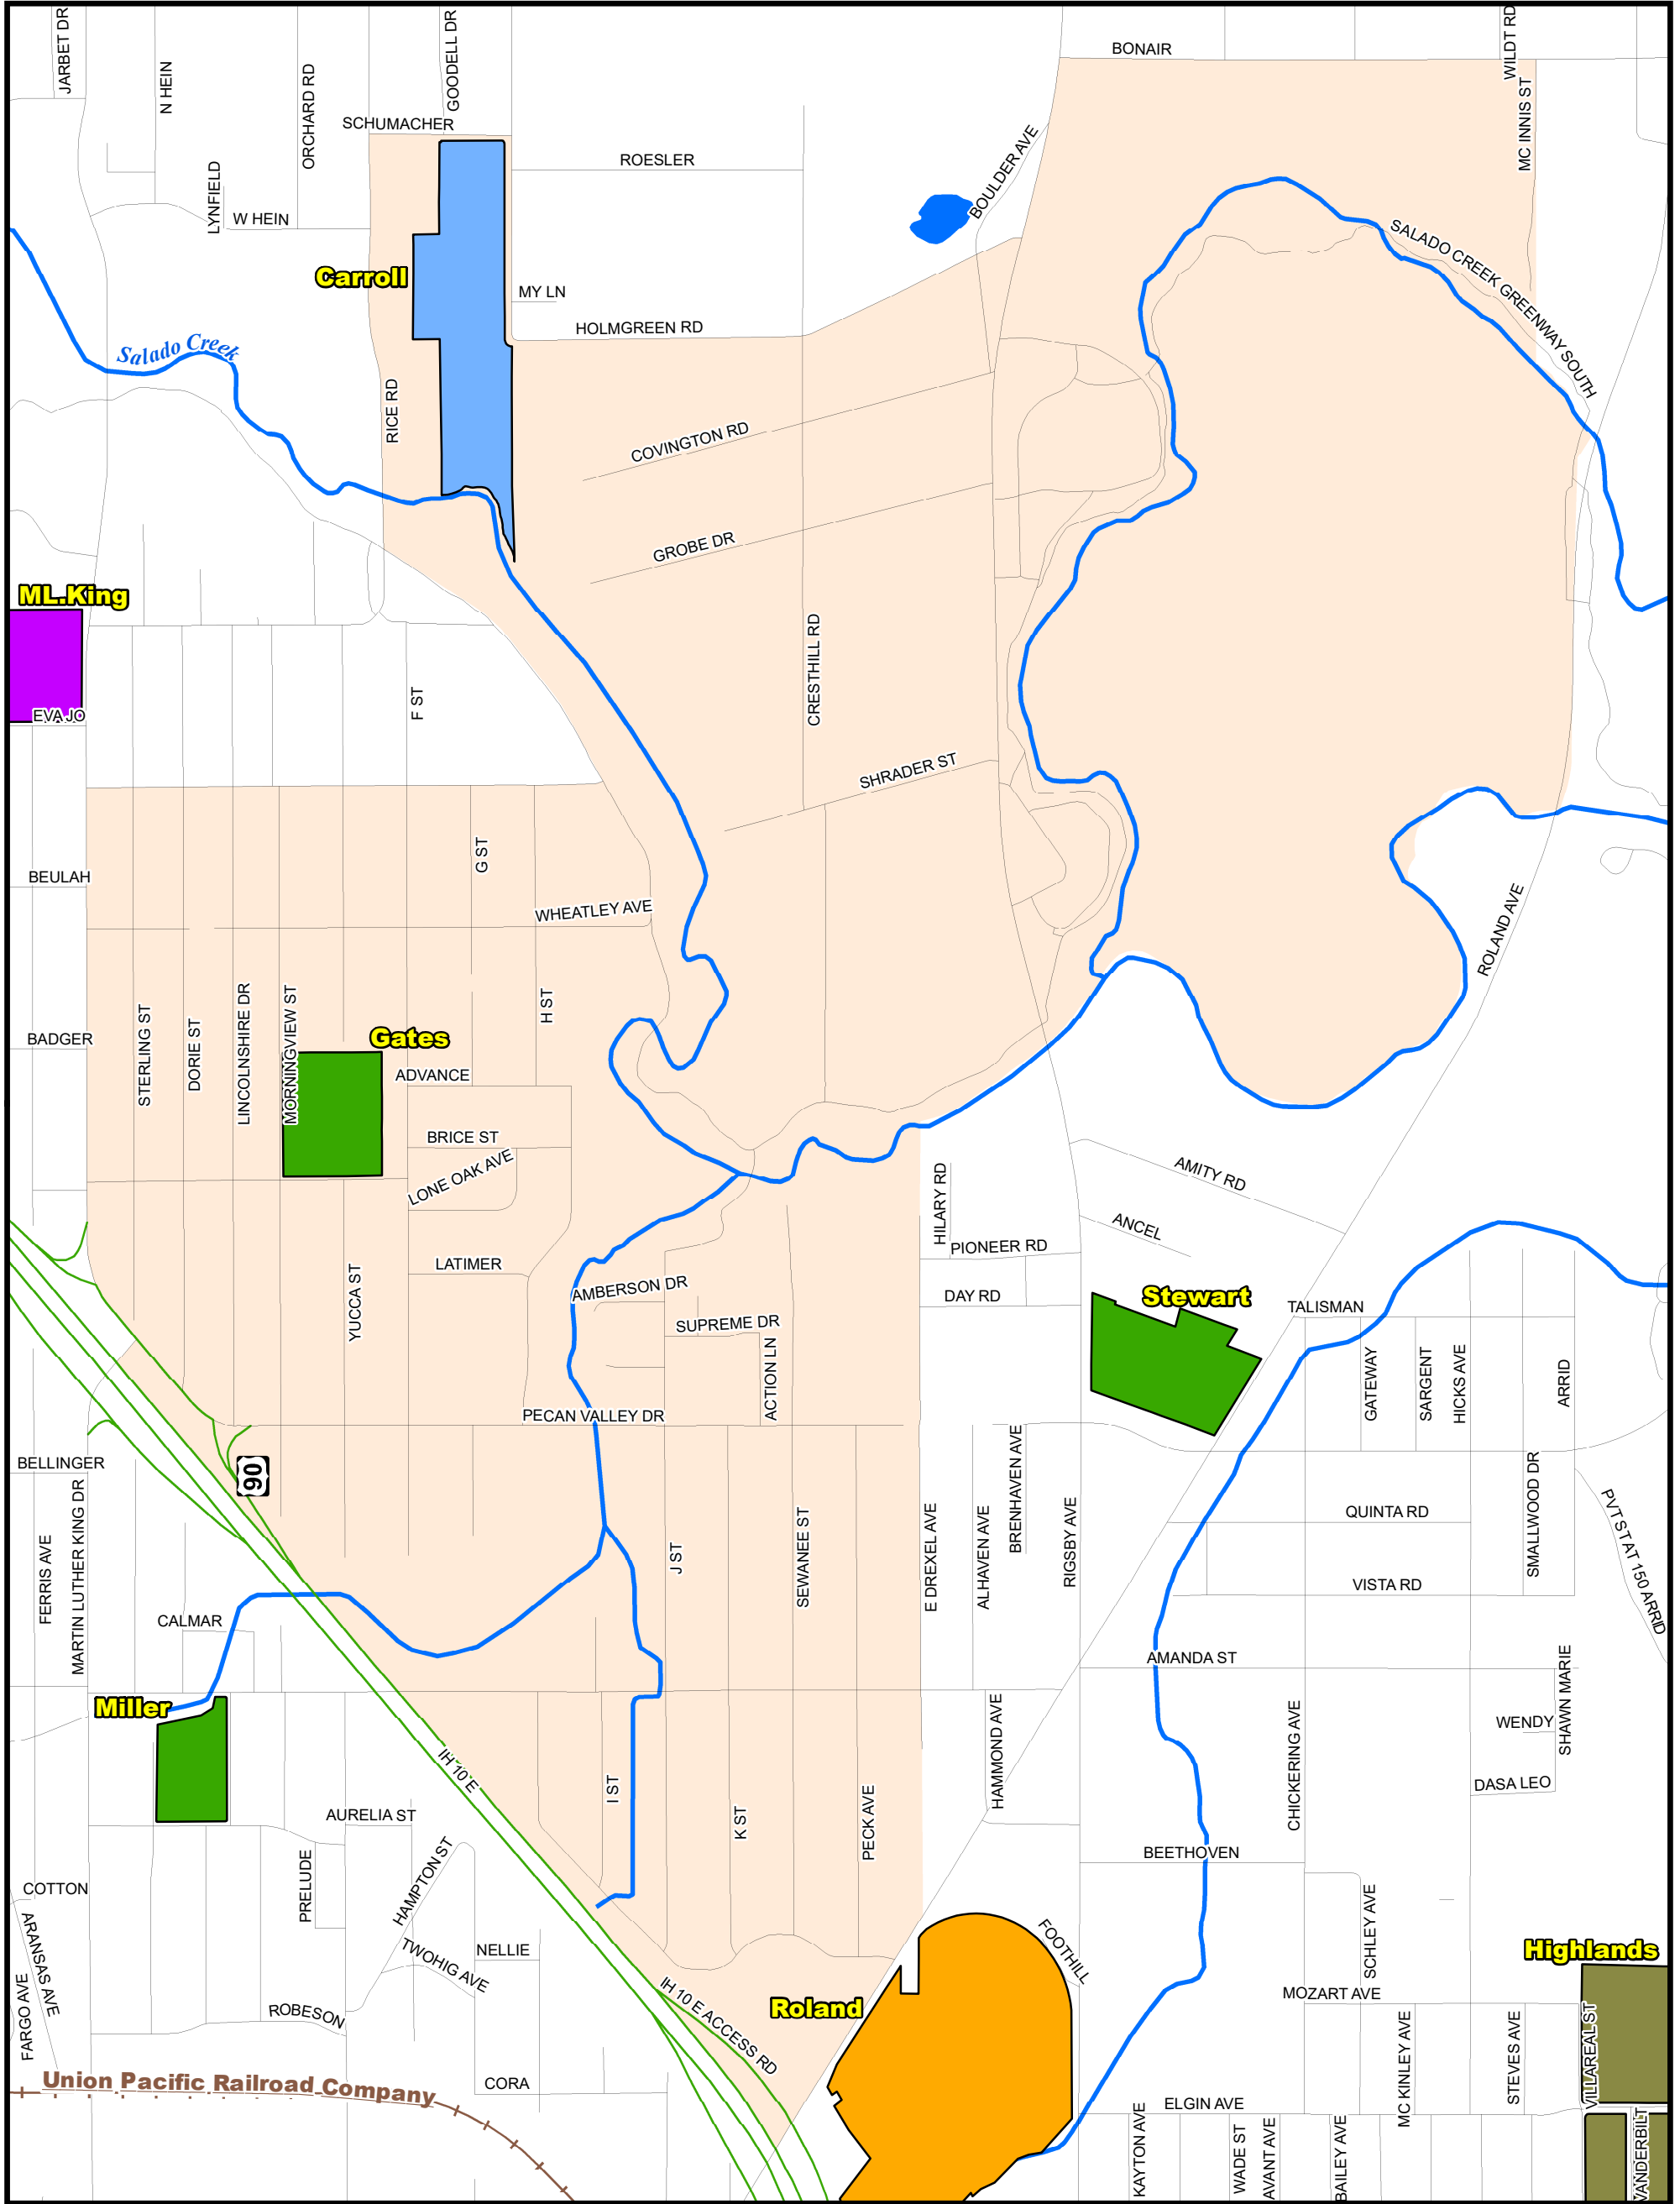 JARBET DR
N HEIN
ORCHARD RD
GOODELL DR
BONAIR
WILDT RD
MC INNIS ST
SCHUMACHER
ROESLER
BOULDER AVE
LYNFIELD
W HEIN
SALADO CREEK GREENWAY SOUTH
Carroll
MY LN
HOLMGREEN RD
Salado Creek
RICE RD
COVINGTON RD
GROBE DR
ML.King
CRESTHILL RD
F ST
EVA JO
SHRADER ST
G ST
BEULAH
WHEATLEY AVE
ROLAND AVE
STERLING ST
DORIE ST
LINCOLNSHIRE DR
MORNINGVIEW ST
H ST
BADGER
Gates
ADVANCE
BRICE ST
LONE OAK AVE
AMITY RD
HILARY RD
ANCEL
PIONEER RD
LATIMER
YUCCA ST
AMBERSON DR
DAY RD
Stewart
TALISMAN
SUPREME DR
ACTION LN
GATEWAY
SARGENT
HICKS AVE
ARRID
PECAN VALLEY DR
BELLINGER
90
MARTIN LUTHER KING DR
FERRIS AVE
J ST
SEWANEE ST
E DREXEL AVE
ALHAVEN AVE
BRENHAVEN AVE
RIGSBY AVE
QUINTA RD
SMALLWOOD DR
PVT ST AT 150 ARRID
VISTA RD
CALMAR
AMANDA ST
SHAWN MARIE
Miller
HAMMOND AVE
CHICKERING AVE
WENDY
IH 10 E
I ST
K ST
PECK AVE
DASA LEO
AURELIA ST
BEETHOVEN
HAMPTON ST
PRELUDE
COTTON
ARANSAS AVE
SCHLEY AVE
TWOHIG AVE
NELLIE
FOOTHILL
Highlands
FARGO AVE
ROBESON
IH 10 E ACCESS RD
Roland
MOZART AVE
MC KINLEY AVE
STEVES AVE
VILLAREAL ST
Union Pacific Railroad Company
CORA
ELGIN AVE
KAYTON AVE
WADE ST
AVANT AVE
BAILEY AVE
VANDERBILT